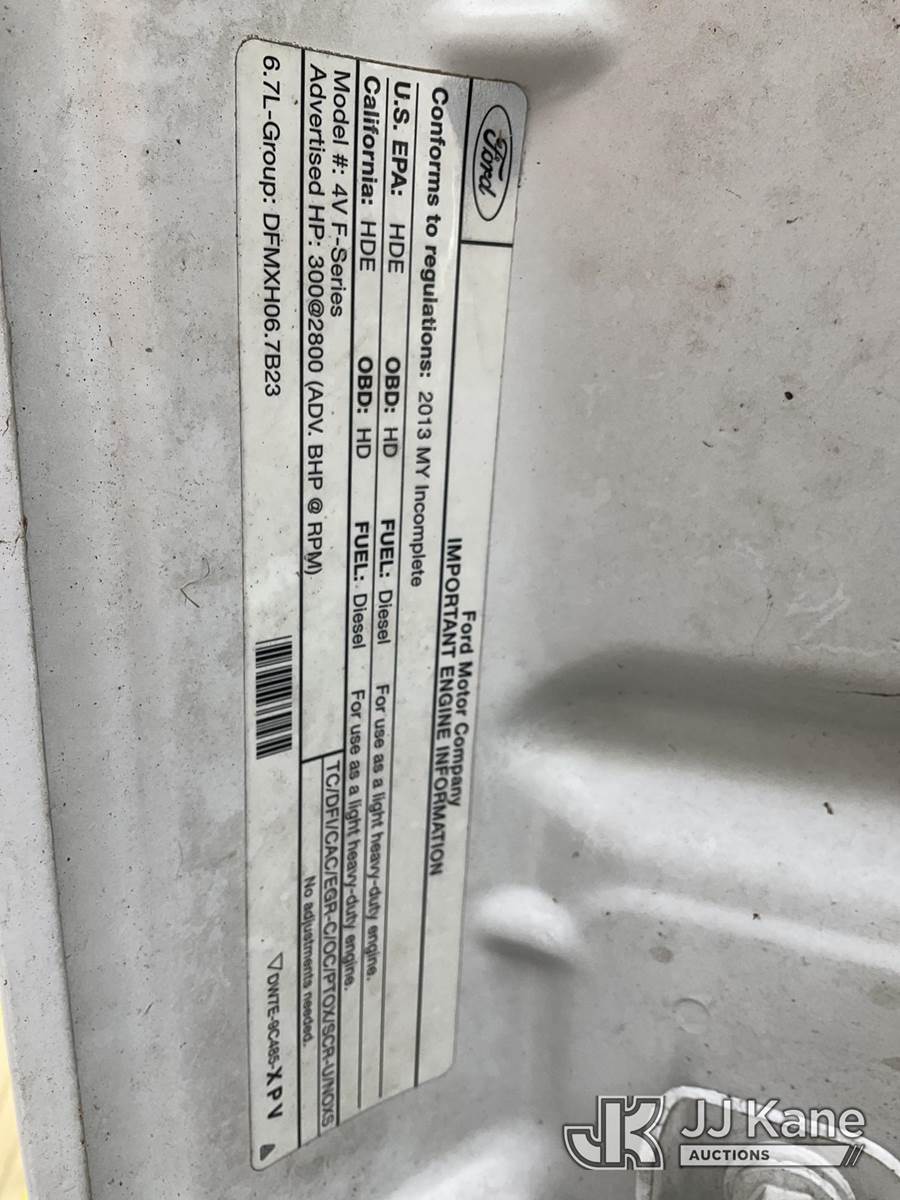 Ford
Ford Motor Company
IMPORTANT ENGINE INFORMATION
Conforms to regulations: 2013 MY Incomplete
U.S. EPA: HDE OBD: HD FUEL: Diesel For use as a light heavy-duty engine.
California: HDE OBD: HD FUEL: Diesel For use as a light heavy-duty engine.
Model #: 4V F-Series
Advertised HP: 300@2800 (ADV. BHP @ RPM)
TC/DFI/CAC/EGR-C/OC/PTOX/SCR-U/NOXS
No adjustments needed.
6.7L-Group: DFMXH06.7B23
DW7E-9C485-XPV
JK JJ Kane
AUCTIONS